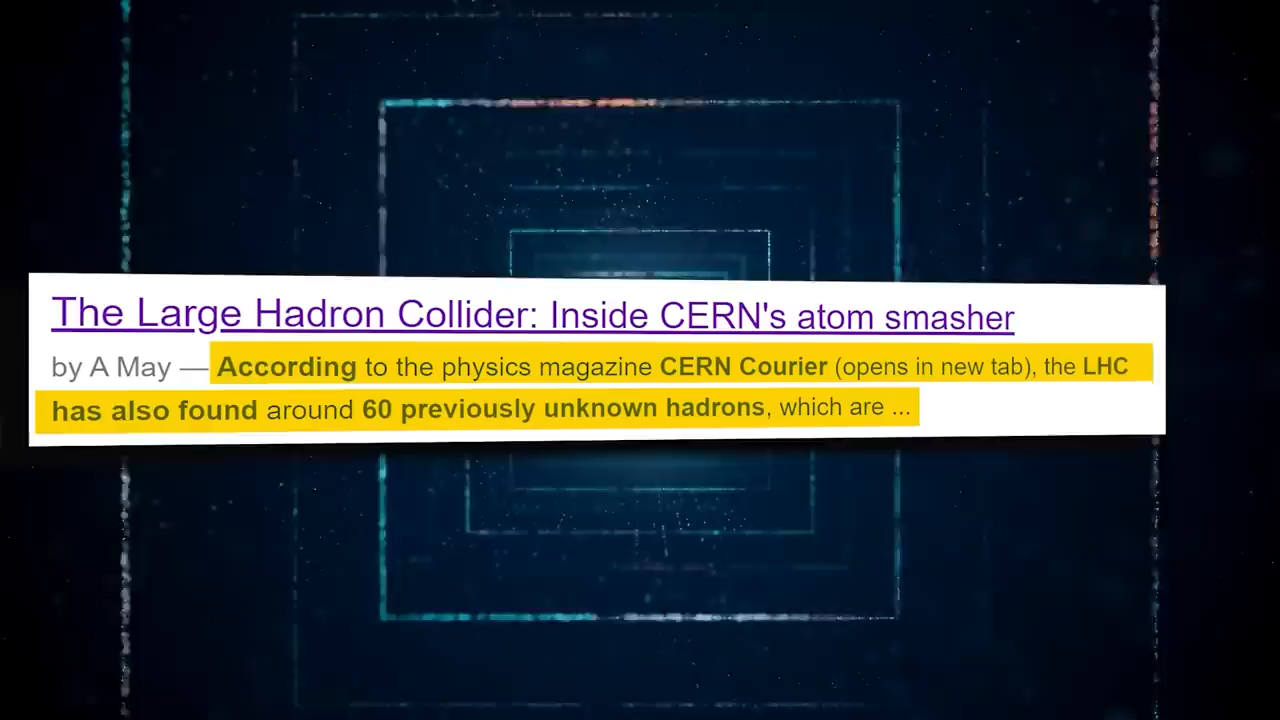 The Large Hadron Collider: Inside CERN's atom smasher
by A May — According to the physics magazine CERN Courier (opens in new tab), the LHC
has also found around 60 previously unknown hadrons, which are ...